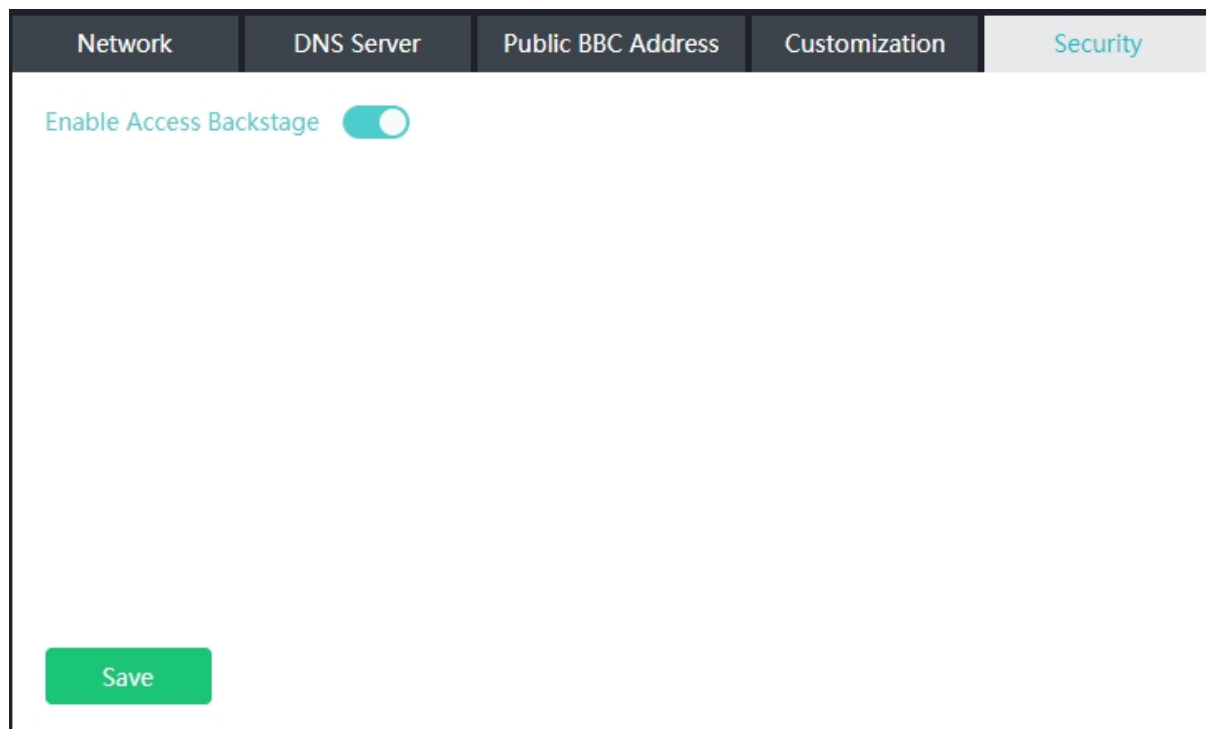 Network DNS Server Public BBC Address Customization Security
Enable Access Backstage
Save